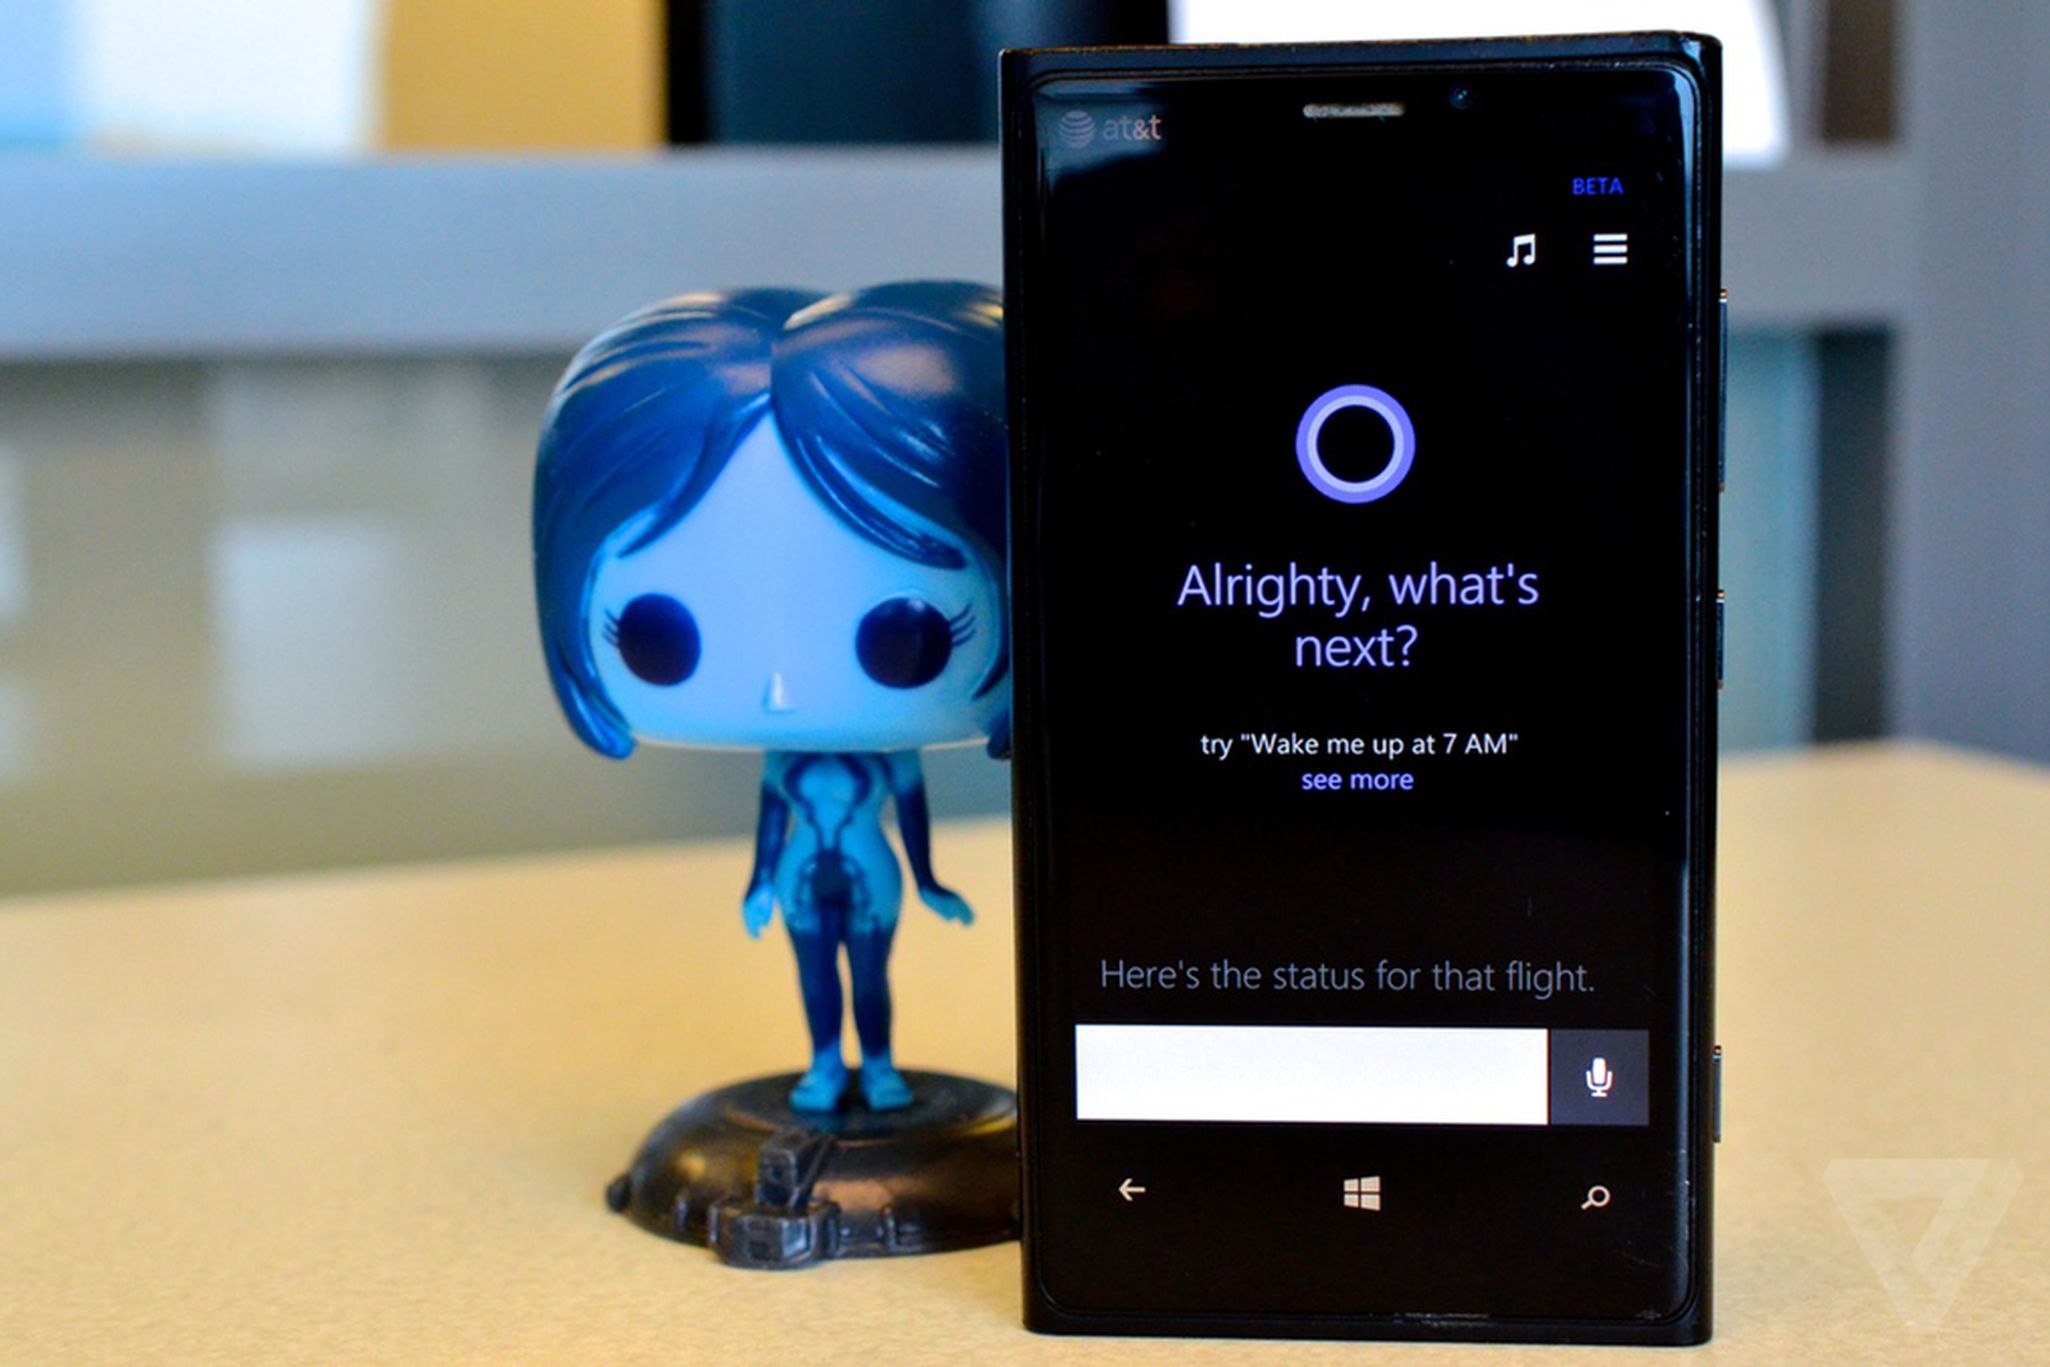 at&t
BETA
Alrighty, what's
next?
try "Wake me up at 7 AM"
see more
Here's the status for that flight.